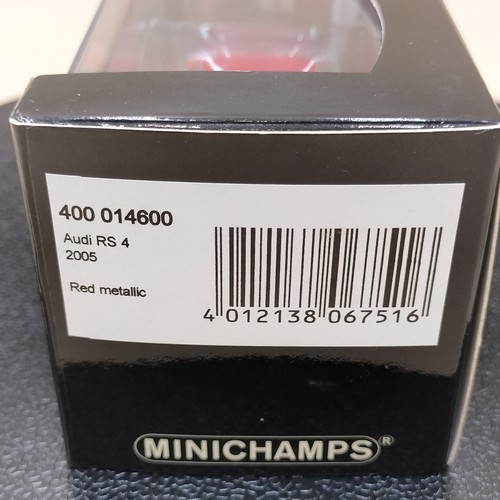 400 014600
Audi RS 4
2005
Red metallic
4 012138 067516
MINICHAMPS®